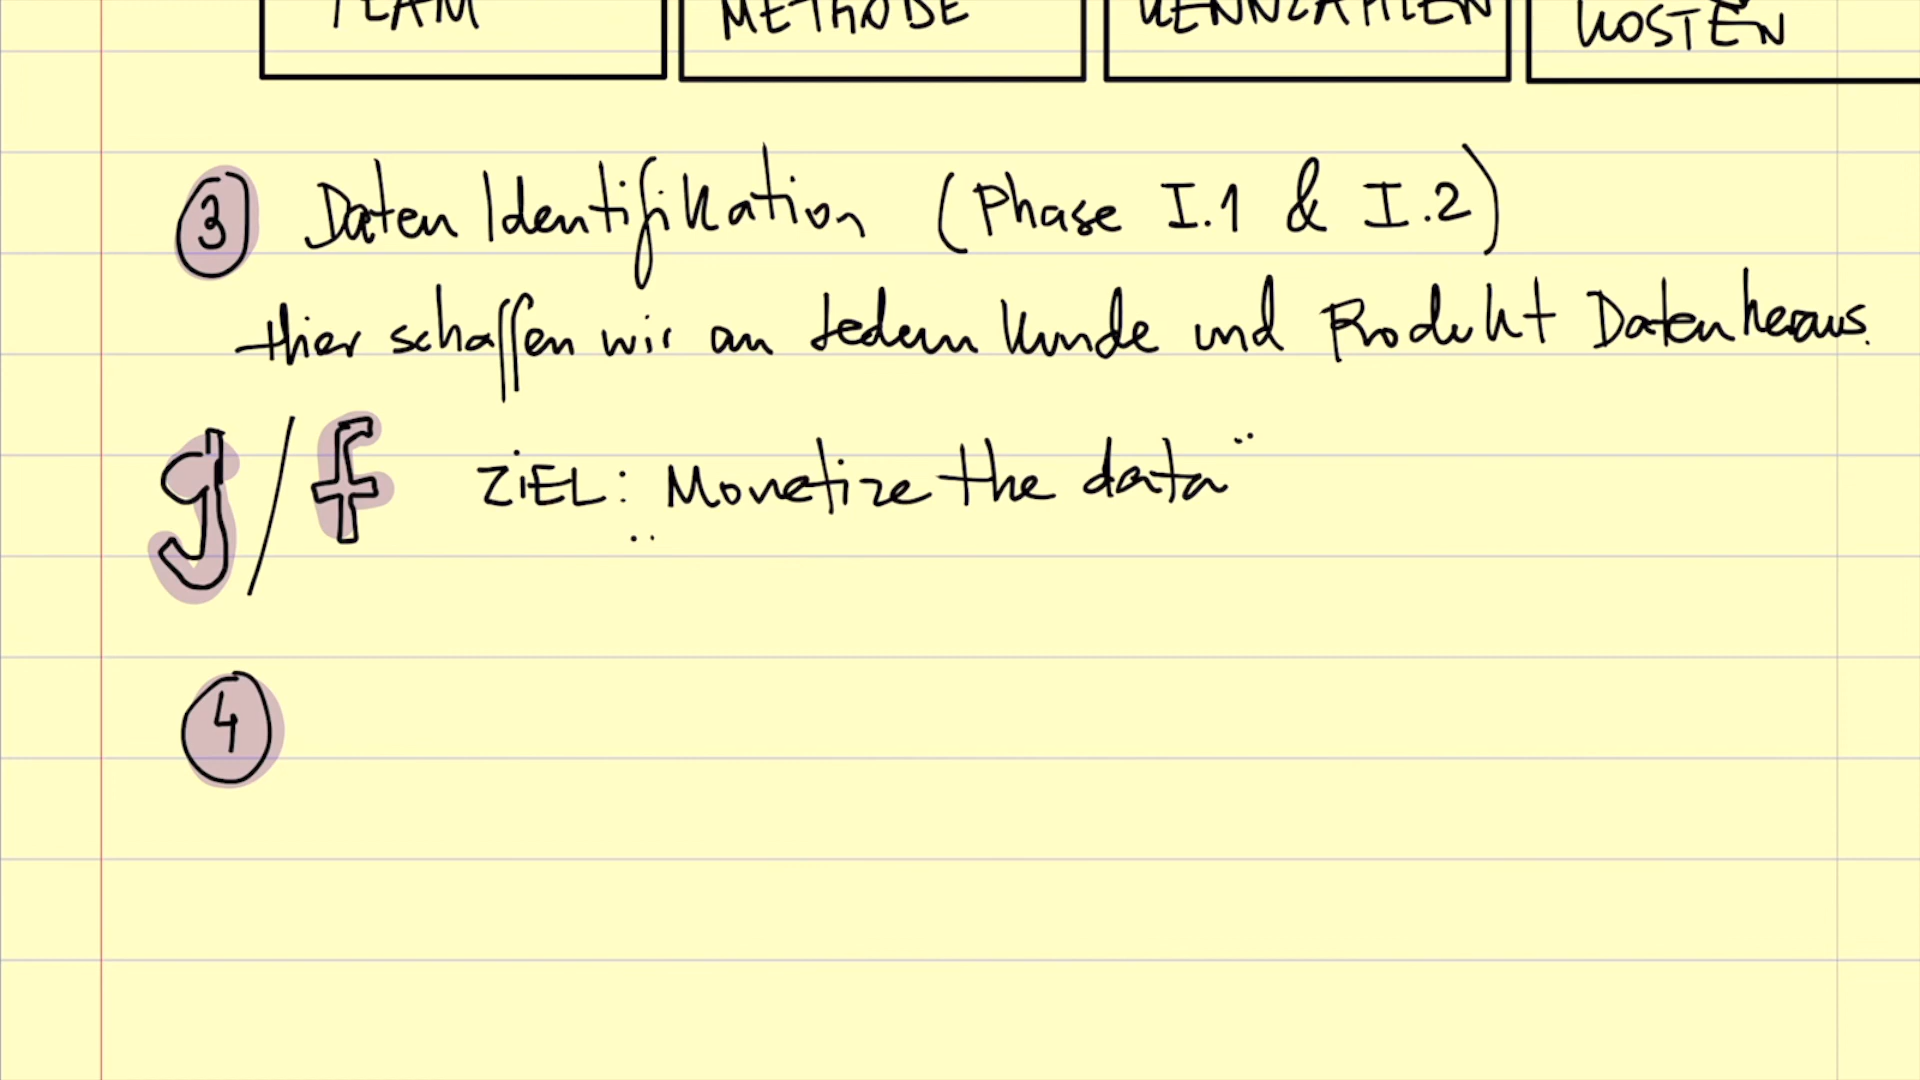 TEAM METHODE KENNZAHLEN KOSTEN
3 Daten Identifikation (Phase I.1 & I.2)
Hier schaffen wir an jedem Kunde und Produkt Daten heraus.
g/f ZiEL: „Monetize the data"
4